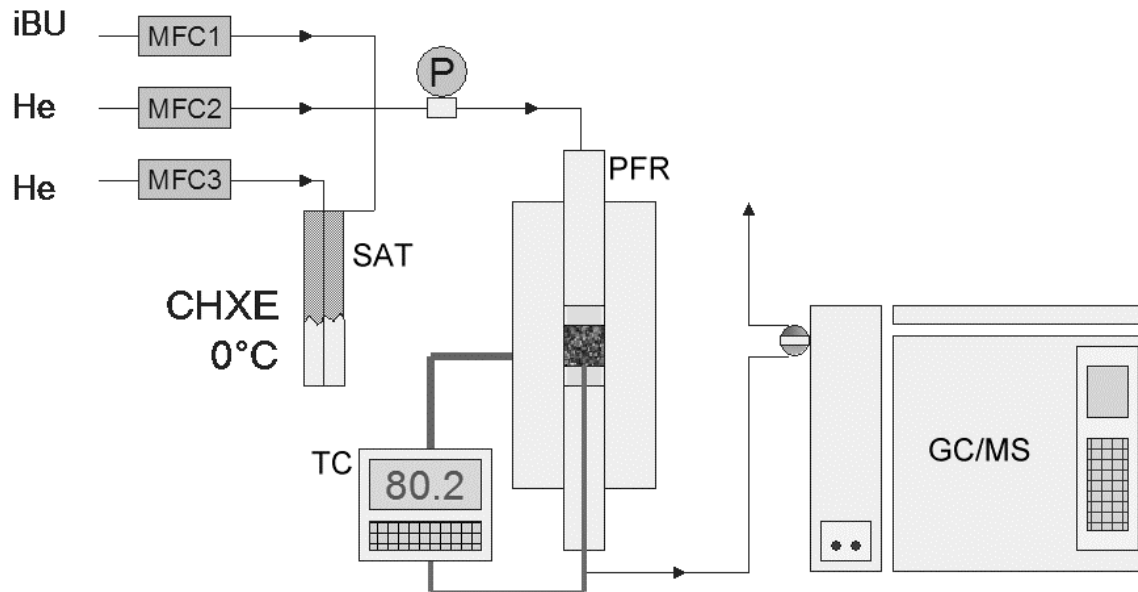 iBU
MFC1
He
MFC2
P
He
MFC3
PFR
SAT
CHXE
0°C
TC
80.2
GC/MS